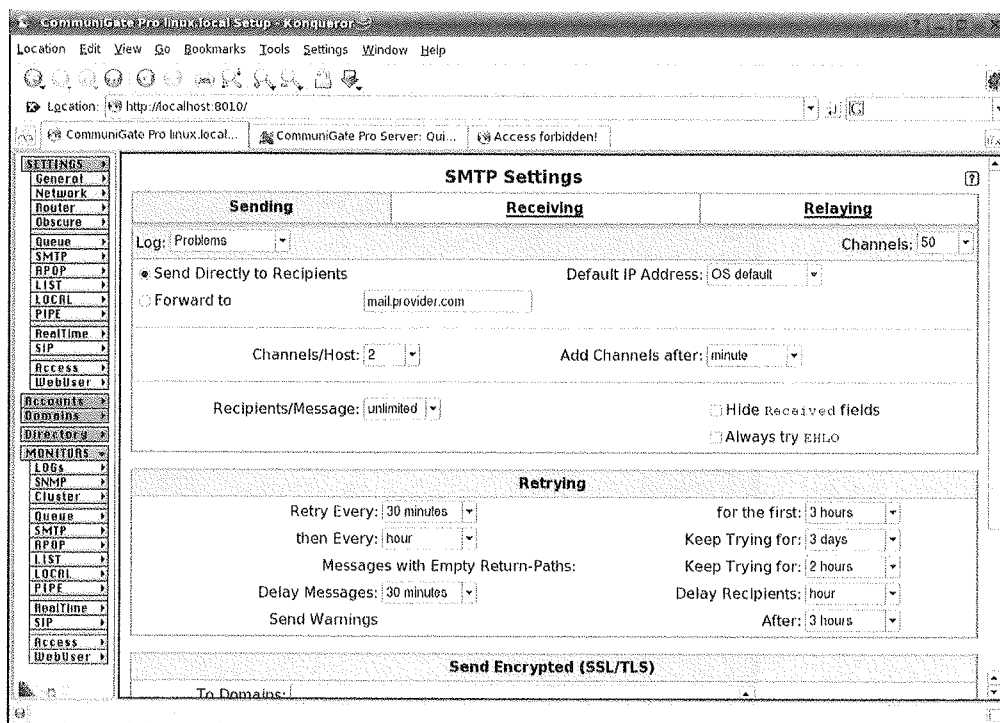 CommuniGate Pro linux.local Setup - Konqueror
Location Edit View Go Bookmarks Tools Settings Window Help
Location: http://localhost:8010/
CommuniGate Pro linux.local... CommuniGate Pro Server: Qui... Access forbidden!
SETTINGS
General
Network
Router
Obscure
Queue
SMTP
RPOP
LIST
LOCAL
PIPE
RealTime
SIP
Access
WebUser
Accounts
Domains
Directory
MONITORS
LOGs
SNMP
Cluster
Queue
SMTP
RPOP
LIST
LOCAL
PIPE
RealTime
SIP
Access
WebUser
SMTP Settings ?
Sending Receiving Relaying
Log: Problems Channels: 50
Send Directly to Recipients Default IP Address: OS default
Forward to mail.provider.com
Channels/Host: 2 Add Channels after: minute
Recipients/Message: unlimited Hide Received fields
Always try EHLO
Retrying
Retry Every: 30 minutes for the first: 3 hours
then Every: hour Keep Trying for: 3 days
Messages with Empty Return-Paths: Keep Trying for: 2 hours
Delay Messages: 30 minutes Delay Recipients: hour
Send Warnings After: 3 hours
Send Encrypted (SSL/TLS)
To Domains: